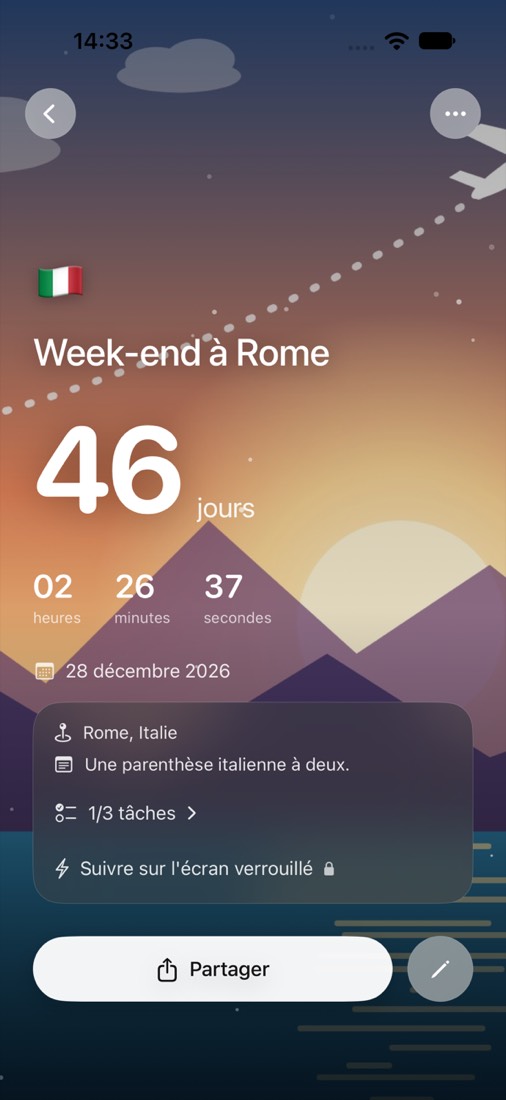 14:33
Week-end à Rome
46 jours
02 26 37
heures minutes secondes
28 décembre 2026
Rome, Italie
Une parenthèse italienne à deux.
1/3 tâches
Suivre sur l'écran verrouillé
Partager